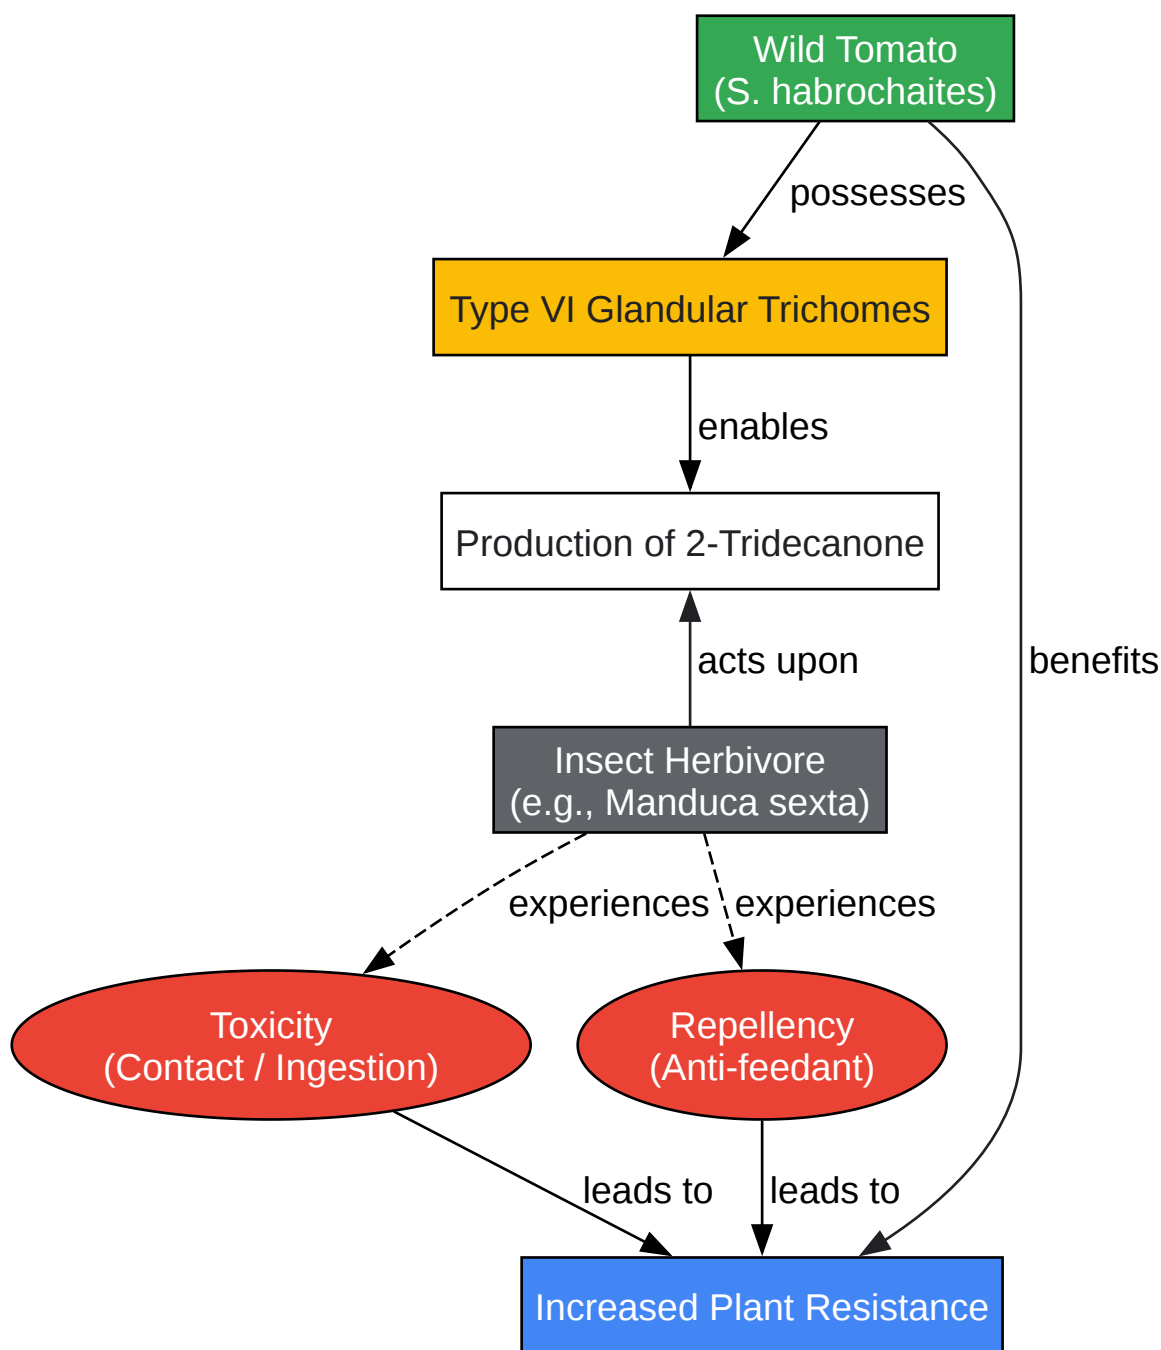 Wild Tomato
(S. habrochaites)
possesses
Type VI Glandular Trichomes
enables
Production of 2-Tridecanone
acts upon
benefits
Insect Herbivore
(e.g., Manduca sexta)
experiences
experiences
Toxicity
(Contact / Ingestion)
Repellency
(Anti-feedant)
leads to
leads to
Increased Plant Resistance